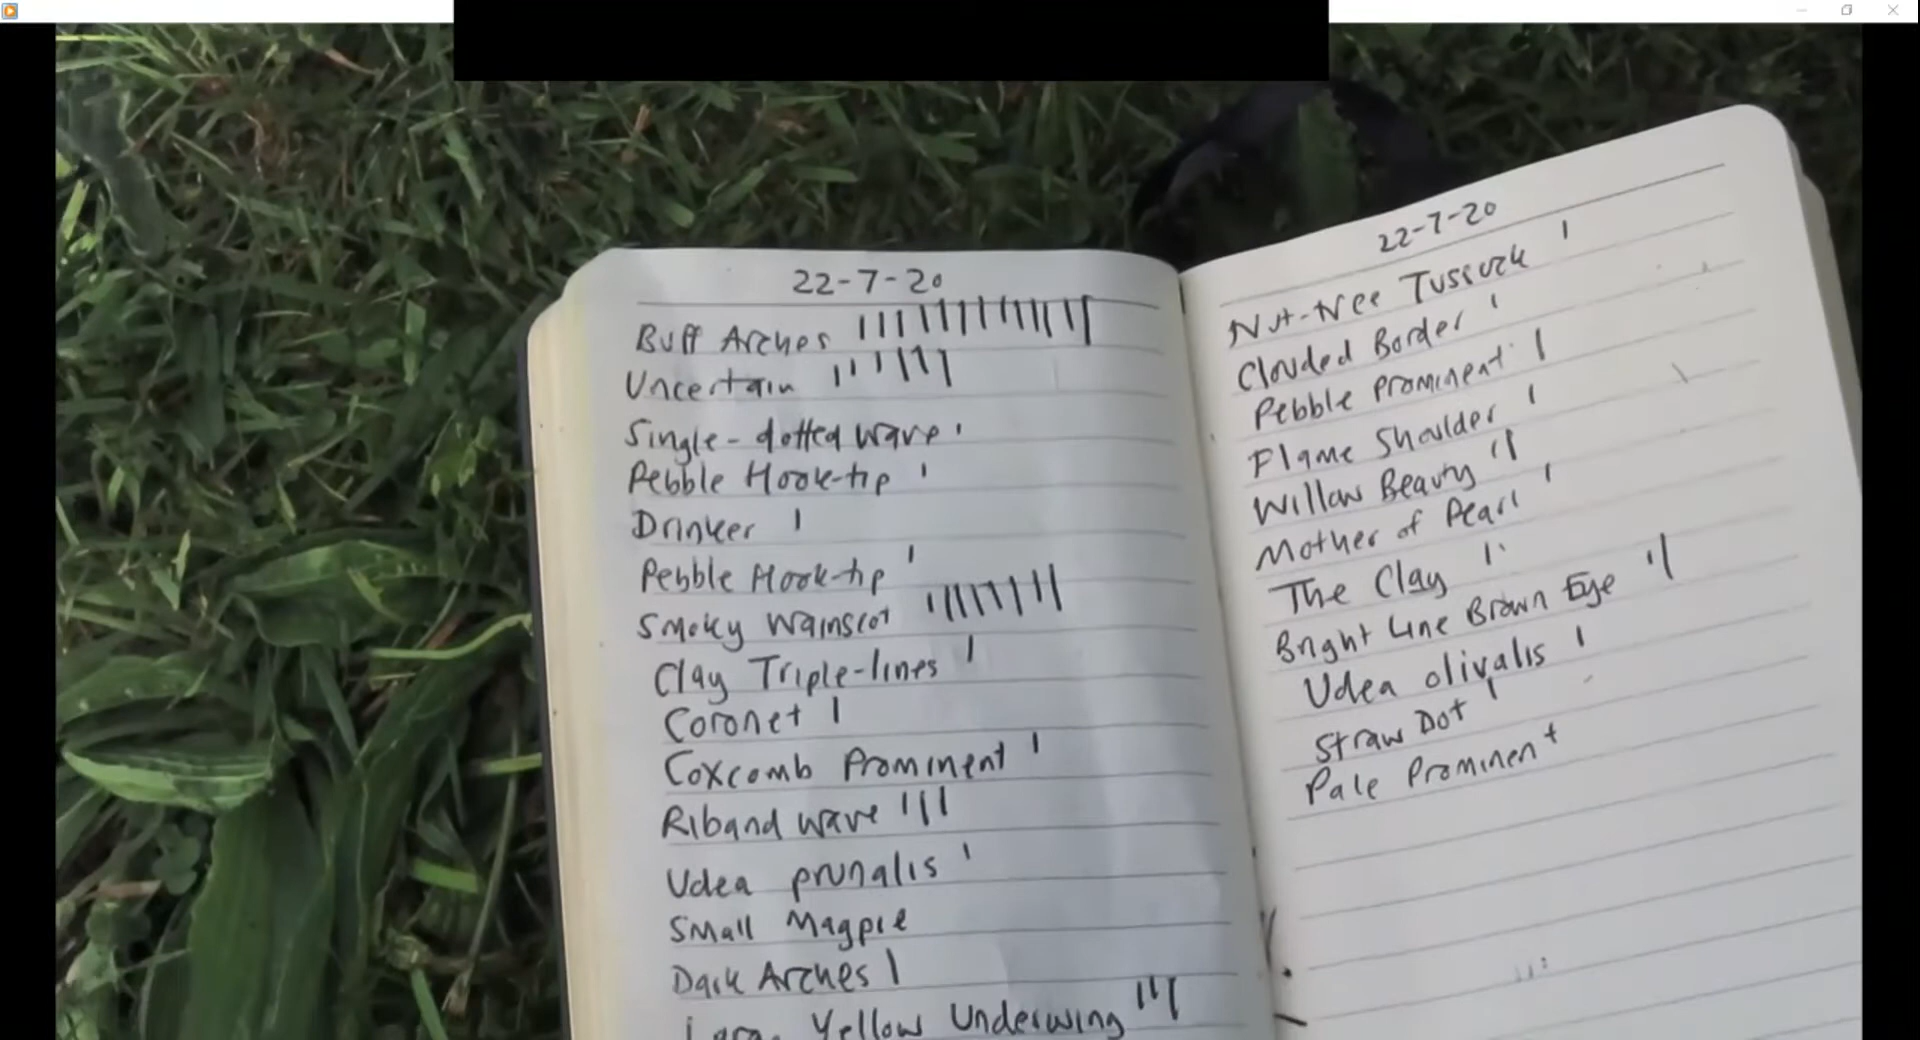 22-7-20
Buff Arches
Uncertain
Single-dotted wave
Pebble Hook-tip
Drinker
Pebble Hook-tip
Smoky Wainscot
Clay Triple-lines
Coronet
Coxcomb Prominent
Riband wave
Udea prunalis
Small Magpie
Dark Arches
Yellow Underwing
22-7-20
Nut-tree Tussock
Clouded Border
Pebble Prominent
Flame Shoulder
Willow Beauty
Mother of Pearl
The Clay
Bright Line Brown Eye
Udea olivalis
Straw Dot
Pale Prominent